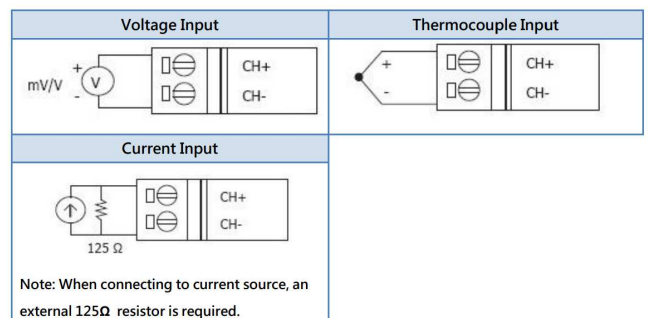 Voltage Input
mV/V
+
V
-
CH+
CH-
Thermocouple Input
+
-
CH+
CH-
Current Input
125 Ω
CH+
CH-
Note: When connecting to current source, an
external 125Ω resistor is required.